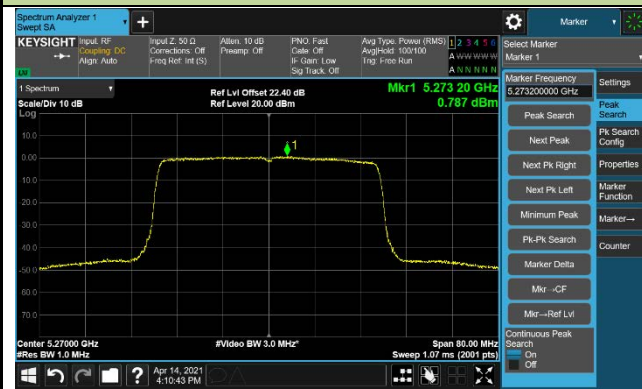 Spectrum Analyzer 1
Swept SA
+
Marker
KEYSIGHT
Input: RF
Coupling: DC
Align: Auto
Input Z: 50 Ω
Corrections: Off
Freq Ref: Int (S)
Atten: 10 dB
Preamp: Off
PNO: Fast
Gate: Off
IF Gain: Low
Sig Track: Off
Avg Type: Power (RMS)
Avg|Hold: 100/100
Trig: Free Run
1 2 3 4 5 6
A W W W W W
A N N N N N
Select Marker
Marker 1
LNI
1 Spectrum
Scale/Div 10 dB
Log
Ref Lvl Offset 22.40 dB
Ref Level 20.00 dBm
Mkr1 5.273 20 GHz
0.787 dBm
10.0
0.00
10.0
20.0
30.0
40.0
50.0
60.0
70.0
1
Center 5.27000 GHz
#Res BW 1.0 MHz
#Video BW 3.0 MHz*
Span 80.00 MHz
Sweep 1.07 ms (2001 pts)
Marker Frequency
5.273200000 GHz
Peak Search
Next Peak
Next Pk Right
Next Pk Left
Minimum Peak
Pk-Pk Search
Marker Delta
Mkr→CF
Mkr→Ref Lvl
Continuous Peak
Search
On
Off
Settings
Peak
Search
Pk Search
Config
Properties
Marker
Function
Marker→
Counter
?
Apr 14, 2021
4:10:43 PM